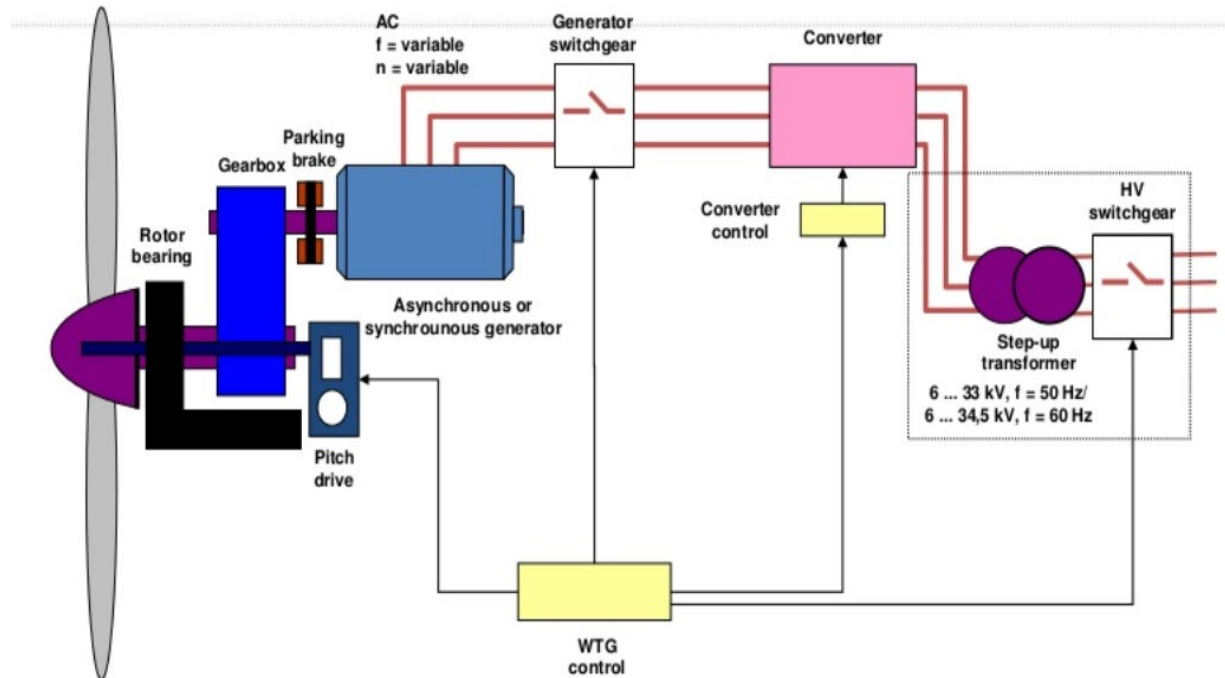 AC
f = variable
n = variable
Generator
switchgear
Converter
Parking
brake
Gearbox
Rotor
bearing
Converter
control
HV
switchgear
Asynchronous or
synchrounous generator
Step-up
transformer
6 ... 33 kV, f = 50 Hz/
6 ... 34,5 kV, f = 60 Hz
Pitch
drive
WTG
control